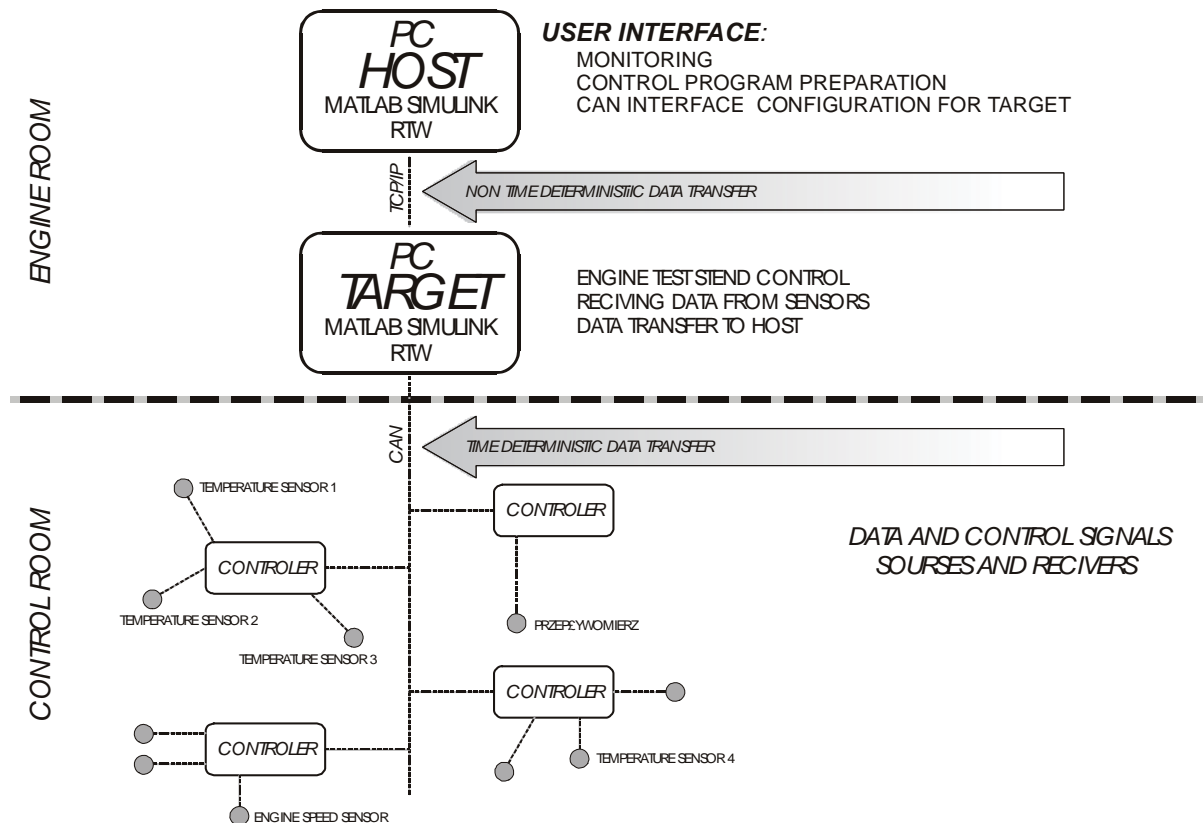 ENGINE ROOM
PC
HOST
MATLAB SIMULINK
RTW
USER INTERFACE:
MONITORING
CONTROL PROGRAM PREPARATION
CAN INTERFACE CONFIGURATION FOR TARGET
TCP/IP
NON TIME DETERMINISTIIC DATA TRANSFER
PC
TARGET
MATLAB SIMULINK
RTW
ENGINE TEST STEND CONTROL
RECIVING DATA FROM SENSORS
DATA TRANSFER TO HOST
CONTROL ROOM
CAN
TIME DETERMINISTIC DATA TRANSFER
TEMPERATURE SENSOR 1
CONTROLER
TEMPERATURE SENSOR 2
TEMPERATURE SENSOR 3
CONTROLER
PRZEP£YWOMIERZ
DATA AND CONTROL SIGNALS
SOURSES AND RECIVERS
CONTROLER
TEMPERATURE SENSOR 4
CONTROLER
ENGINE SPEED SENSOR